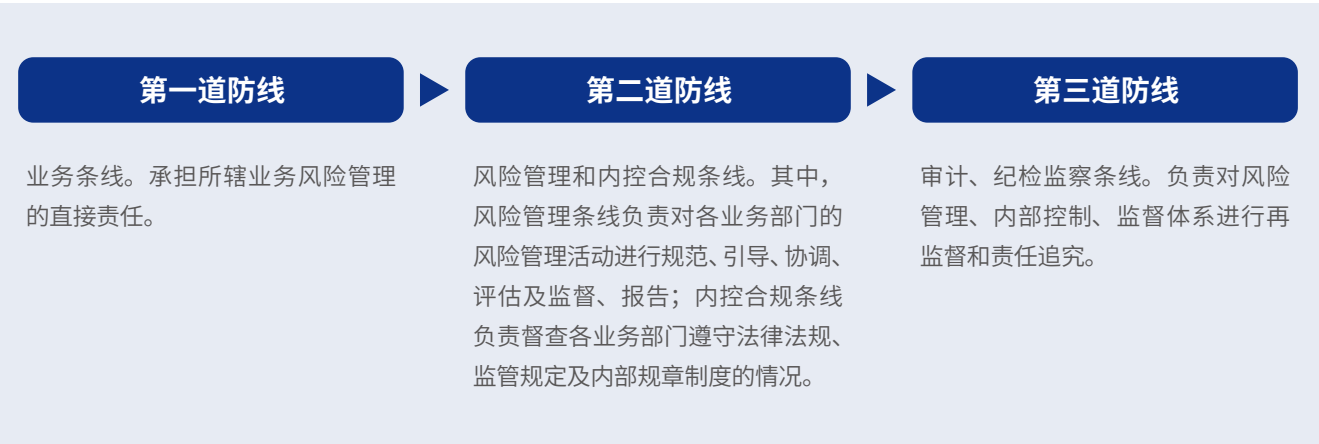 第一道防线
业务条线。承担所辖业务风险管理
的直接责任。
第二道防线
风险管理和内控合规条线。其中，
风险管理条线负责对各业务部门的
风险管理活动进行规范、引导、协调、
评估及监督、报告；内控合规条线
负责督查各业务部门遵守法律法规、
监管规定及内部规章制度的情况。
第三道防线
审计、纪检监察条线。负责对风险
管理、内部控制、监督体系进行再
监督和责任追究。